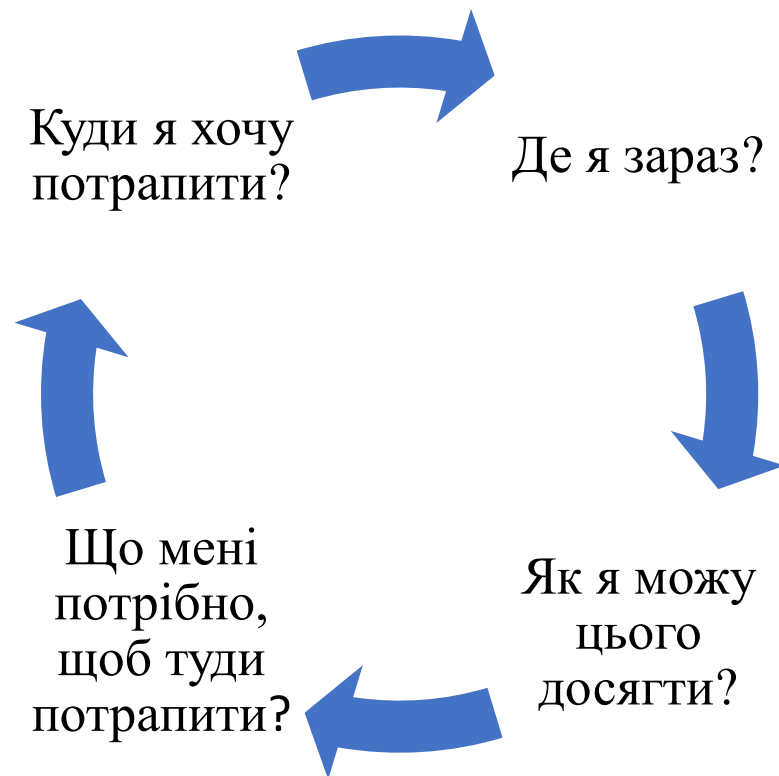 Куди я хочу
потрапити?
Де я зараз?
Як я можу
цього
досягти?
Що мені
потрібно,
щоб туди
потрапити?